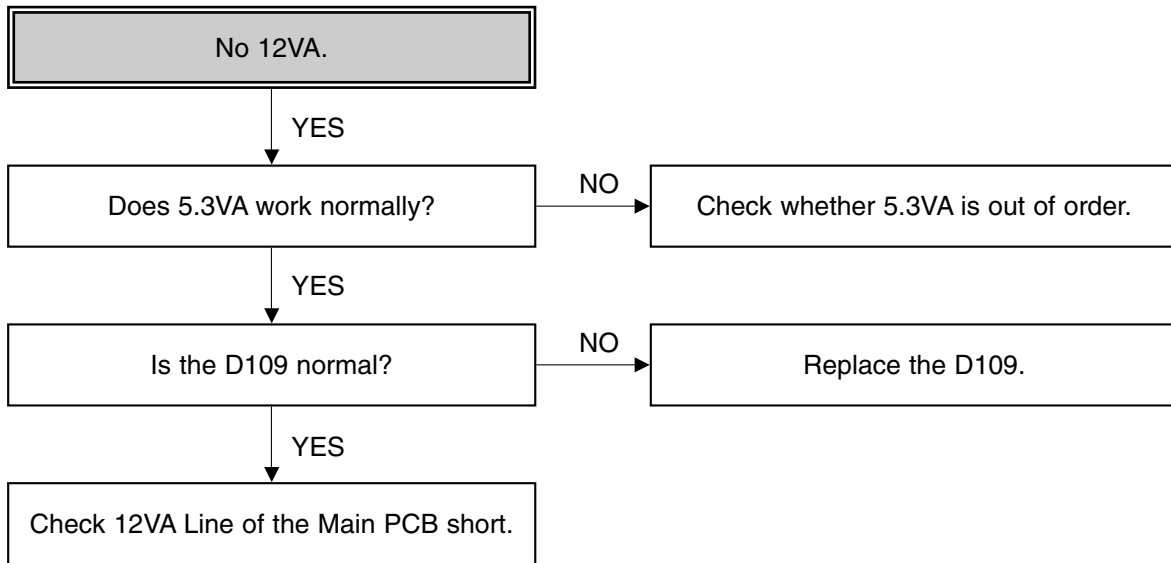 No 12VA.
YES
Does 5.3VA work normally?
NO
Check whether 5.3VA is out of order.
YES
Is the D109 normal?
NO
Replace the D109.
YES
Check 12VA Line of the Main PCB short.